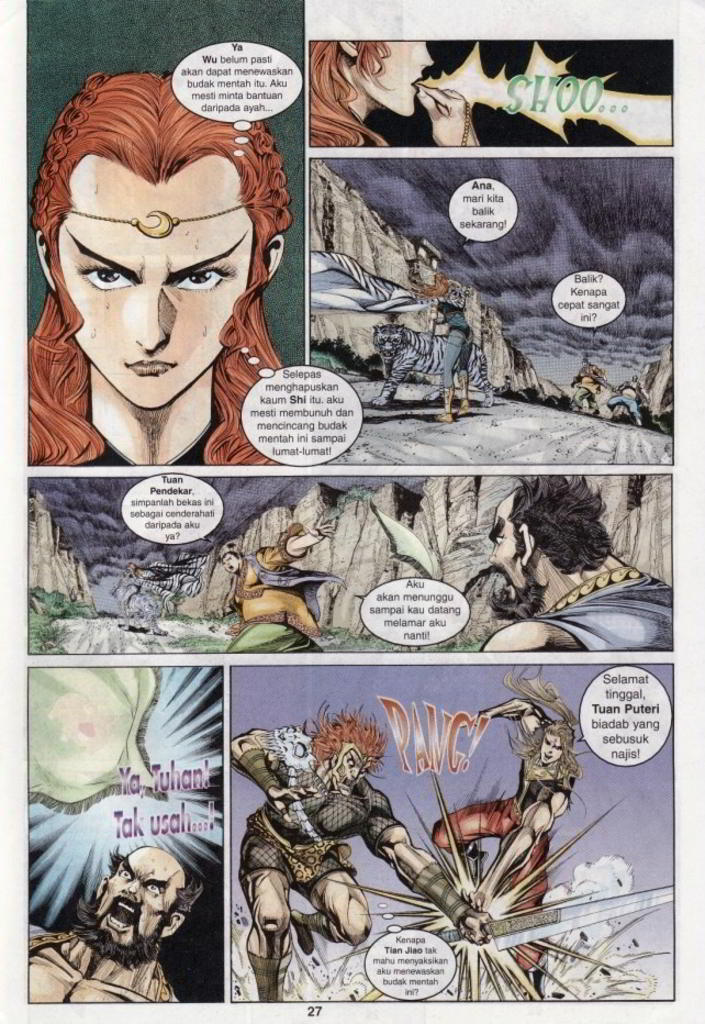 Ya
Wu belum pasti
akan dapat menewaskan
budak mentah itu. Aku
mesti minta bantuan
daripada ayah...
Selepas
menghapuskan
kaum Shi itu. aku
mesti membunuh dan
mencincang budak
mentah itu sampai
lumat-lumat!
SHOO...
Ana,
mari kita
balik
sekarang!
Balik?
Kenapa
cepat sangat
ini?
Tuan
Pendekar,
simpanlah bekas ini
sebagai cenderahati
daripada aku
ya?
Aku
akan menunggu
sampai kau datang
melamar aku
nanti!
Ya, Tuhan!
Tak usah...!
PANG!
Selamat
tinggal,
Tuan Puteri
biadab yang
sebusuk
najis!
Kenapa
Tian Jiao tak
mahu menyaksikan
aku menewaskan
budak mentah
ini?
27